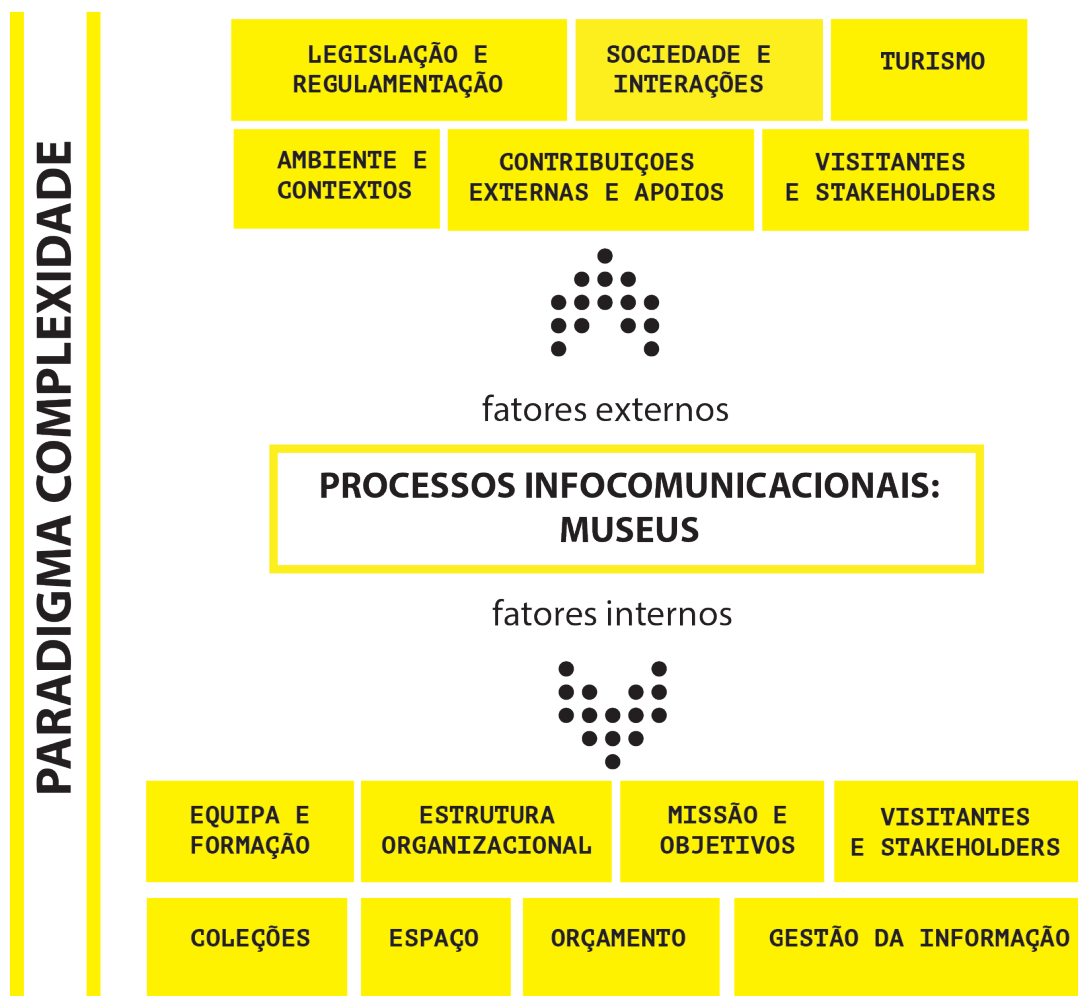 PARADIGMA COMPLEXIDADE
LEGISLAÇÃO E
REGULAMENTAÇÃO
SOCIEDADE E
INTERAÇÕES
TURISMO
AMBIENTE E
CONTEXTOS
CONTRIBUIÇOES
EXTERNAS E APOIOS
VISITANTES
E STAKEHOLDERS
fatores externos
PROCESSOS INFOCOMUNICACIONAIS:
MUSEUS
fatores internos
EQUIPA E
FORMAÇÃO
ESTRUTURA
ORGANIZACIONAL
MISSÃO E
OBJETIVOS
VISITANTES
E STAKEHOLDERS
COLEÇÕES
ESPAÇO
ORÇAMENTO
GESTÃO DA INFORMAÇÃO